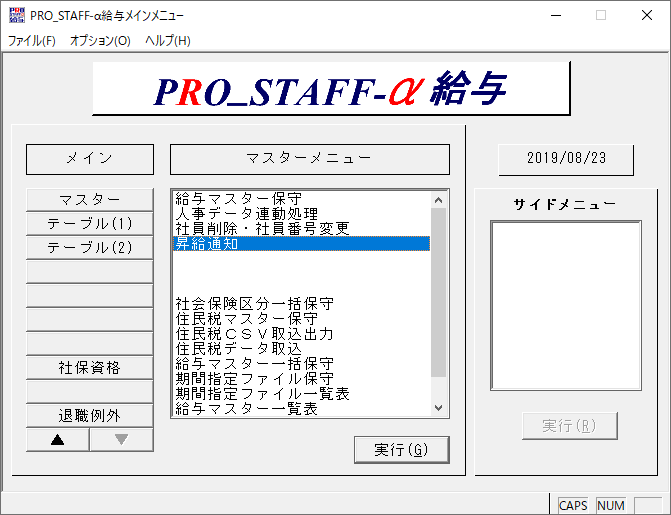 PRO_STAFF-α給与メインメニュー
ファイル(F) オプション(O) ヘルプ(H)
PRO_STAFF-α 給与
メイン
マスター
テーブル(1)
テーブル(2)
社保資格
退職例外
マスターメニュー
給与マスター保守
人事データ連動処理
社員削除・社員番号変更
昇給通知
社会保険区分一括保守
住民税マスター保守
住民税CSV取込出力
住民税データ取込
給与マスター一括保守
期間指定ファイル保守
期間指定ファイル一覧表
給与マスター一覧表
実行(G)
2019/08/23
サイドメニュー
実行(R)
CAPS NUM